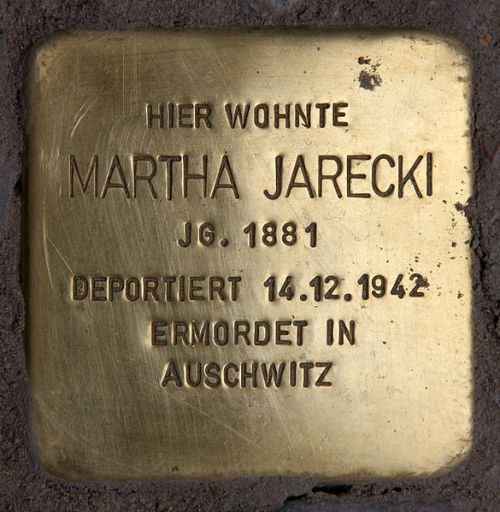 HIER WOHNTE
MARTHA JARECKI
JG. 1881
DEPORTIERT 14.12.1942
ERMORDET IN
AUSCHWITZ